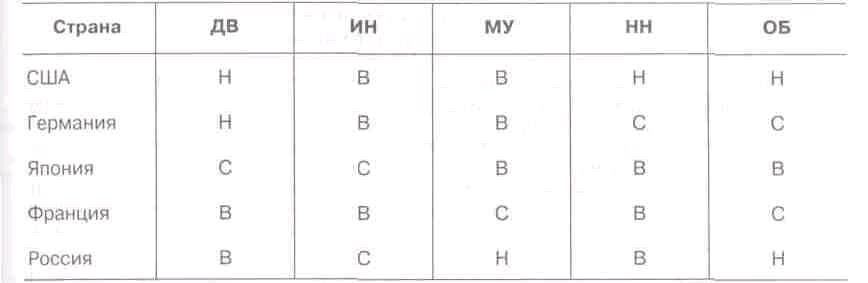 Страна ДВ ИН МУ НН ОБ
США Н В В Н Н
Германия Н В В С С
Япония С С В В В
Франция В В С В С
Россия В С Н В Н